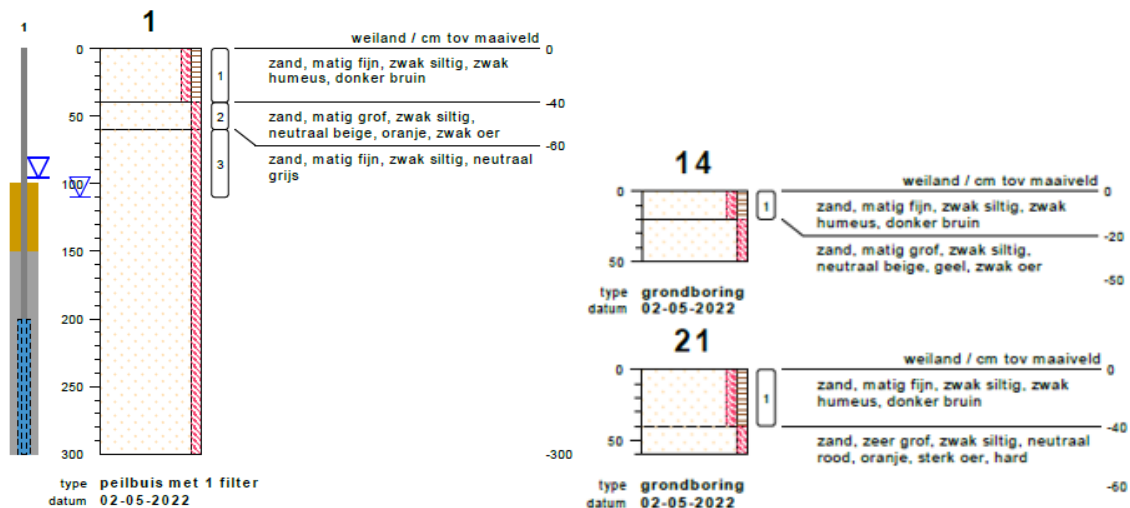 1
1
0
50
100
150
200
250
300
1
2
3
weiland / cm tov maaiveld
0
zand, matig fijn, zwak siltig, zwak
humeus, donker bruin
-40
zand, matig grof, zwak siltig,
neutraal beige, oranje, zwak oer
-60
zand, matig fijn, zwak siltig, neutraal
grijs
-300
type peilbuis met 1 filter
datum 02-05-2022
14
0
50
1
weiland / cm tov maaiveld
0
zand, matig fijn, zwak siltig, zwak
humeus, donker bruin
-20
zand, matig grof, zwak siltig,
neutraal beige, geel, zwak oer
-50
type grondboring
datum 02-05-2022
21
0
50
1
weiland / cm tov maaiveld
0
zand, matig fijn, zwak siltig, zwak
humeus, donker bruin
-40
zand, zeer grof, zwak siltig, neutraal
rood, oranje, sterk oer, hard
-60
type grondboring
datum 02-05-2022